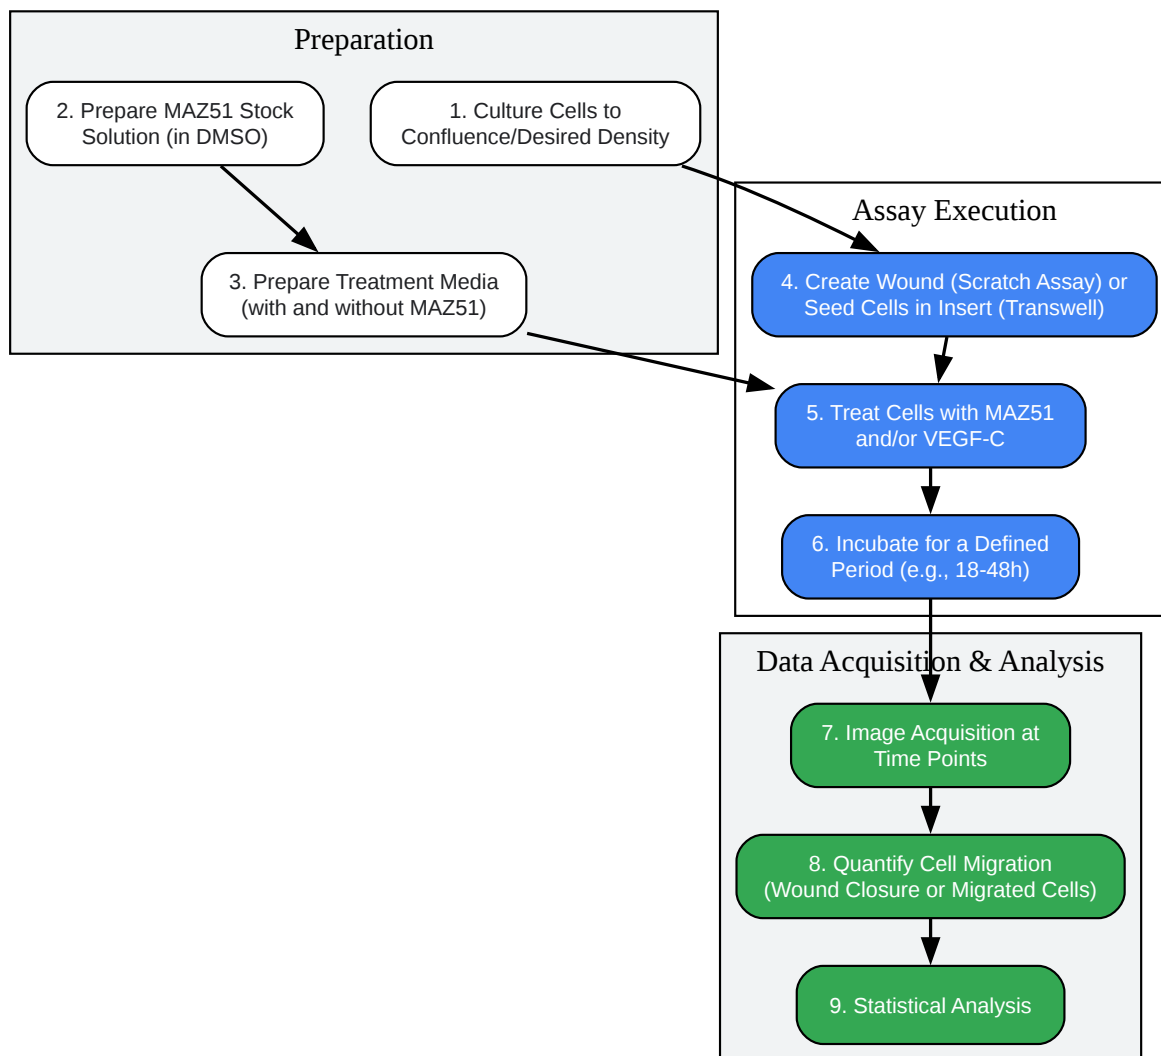 Preparation
2. Prepare MAZ51 Stock
Solution (in DMSO)
1. Culture Cells to
Confluence/Desired Density
3. Prepare Treatment Media
(with and without MAZ51)
Assay Execution
4. Create Wound (Scratch Assay) or
Seed Cells in Insert (Transwell)
5. Treat Cells with MAZ51
and/or VEGF-C
6. Incubate for a Defined
Period (e.g., 18-48h)
Data Acquisition & Analysis
7. Image Acquisition at
Time Points
8. Quantify Cell Migration
(Wound Closure or Migrated Cells)
9. Statistical Analysis